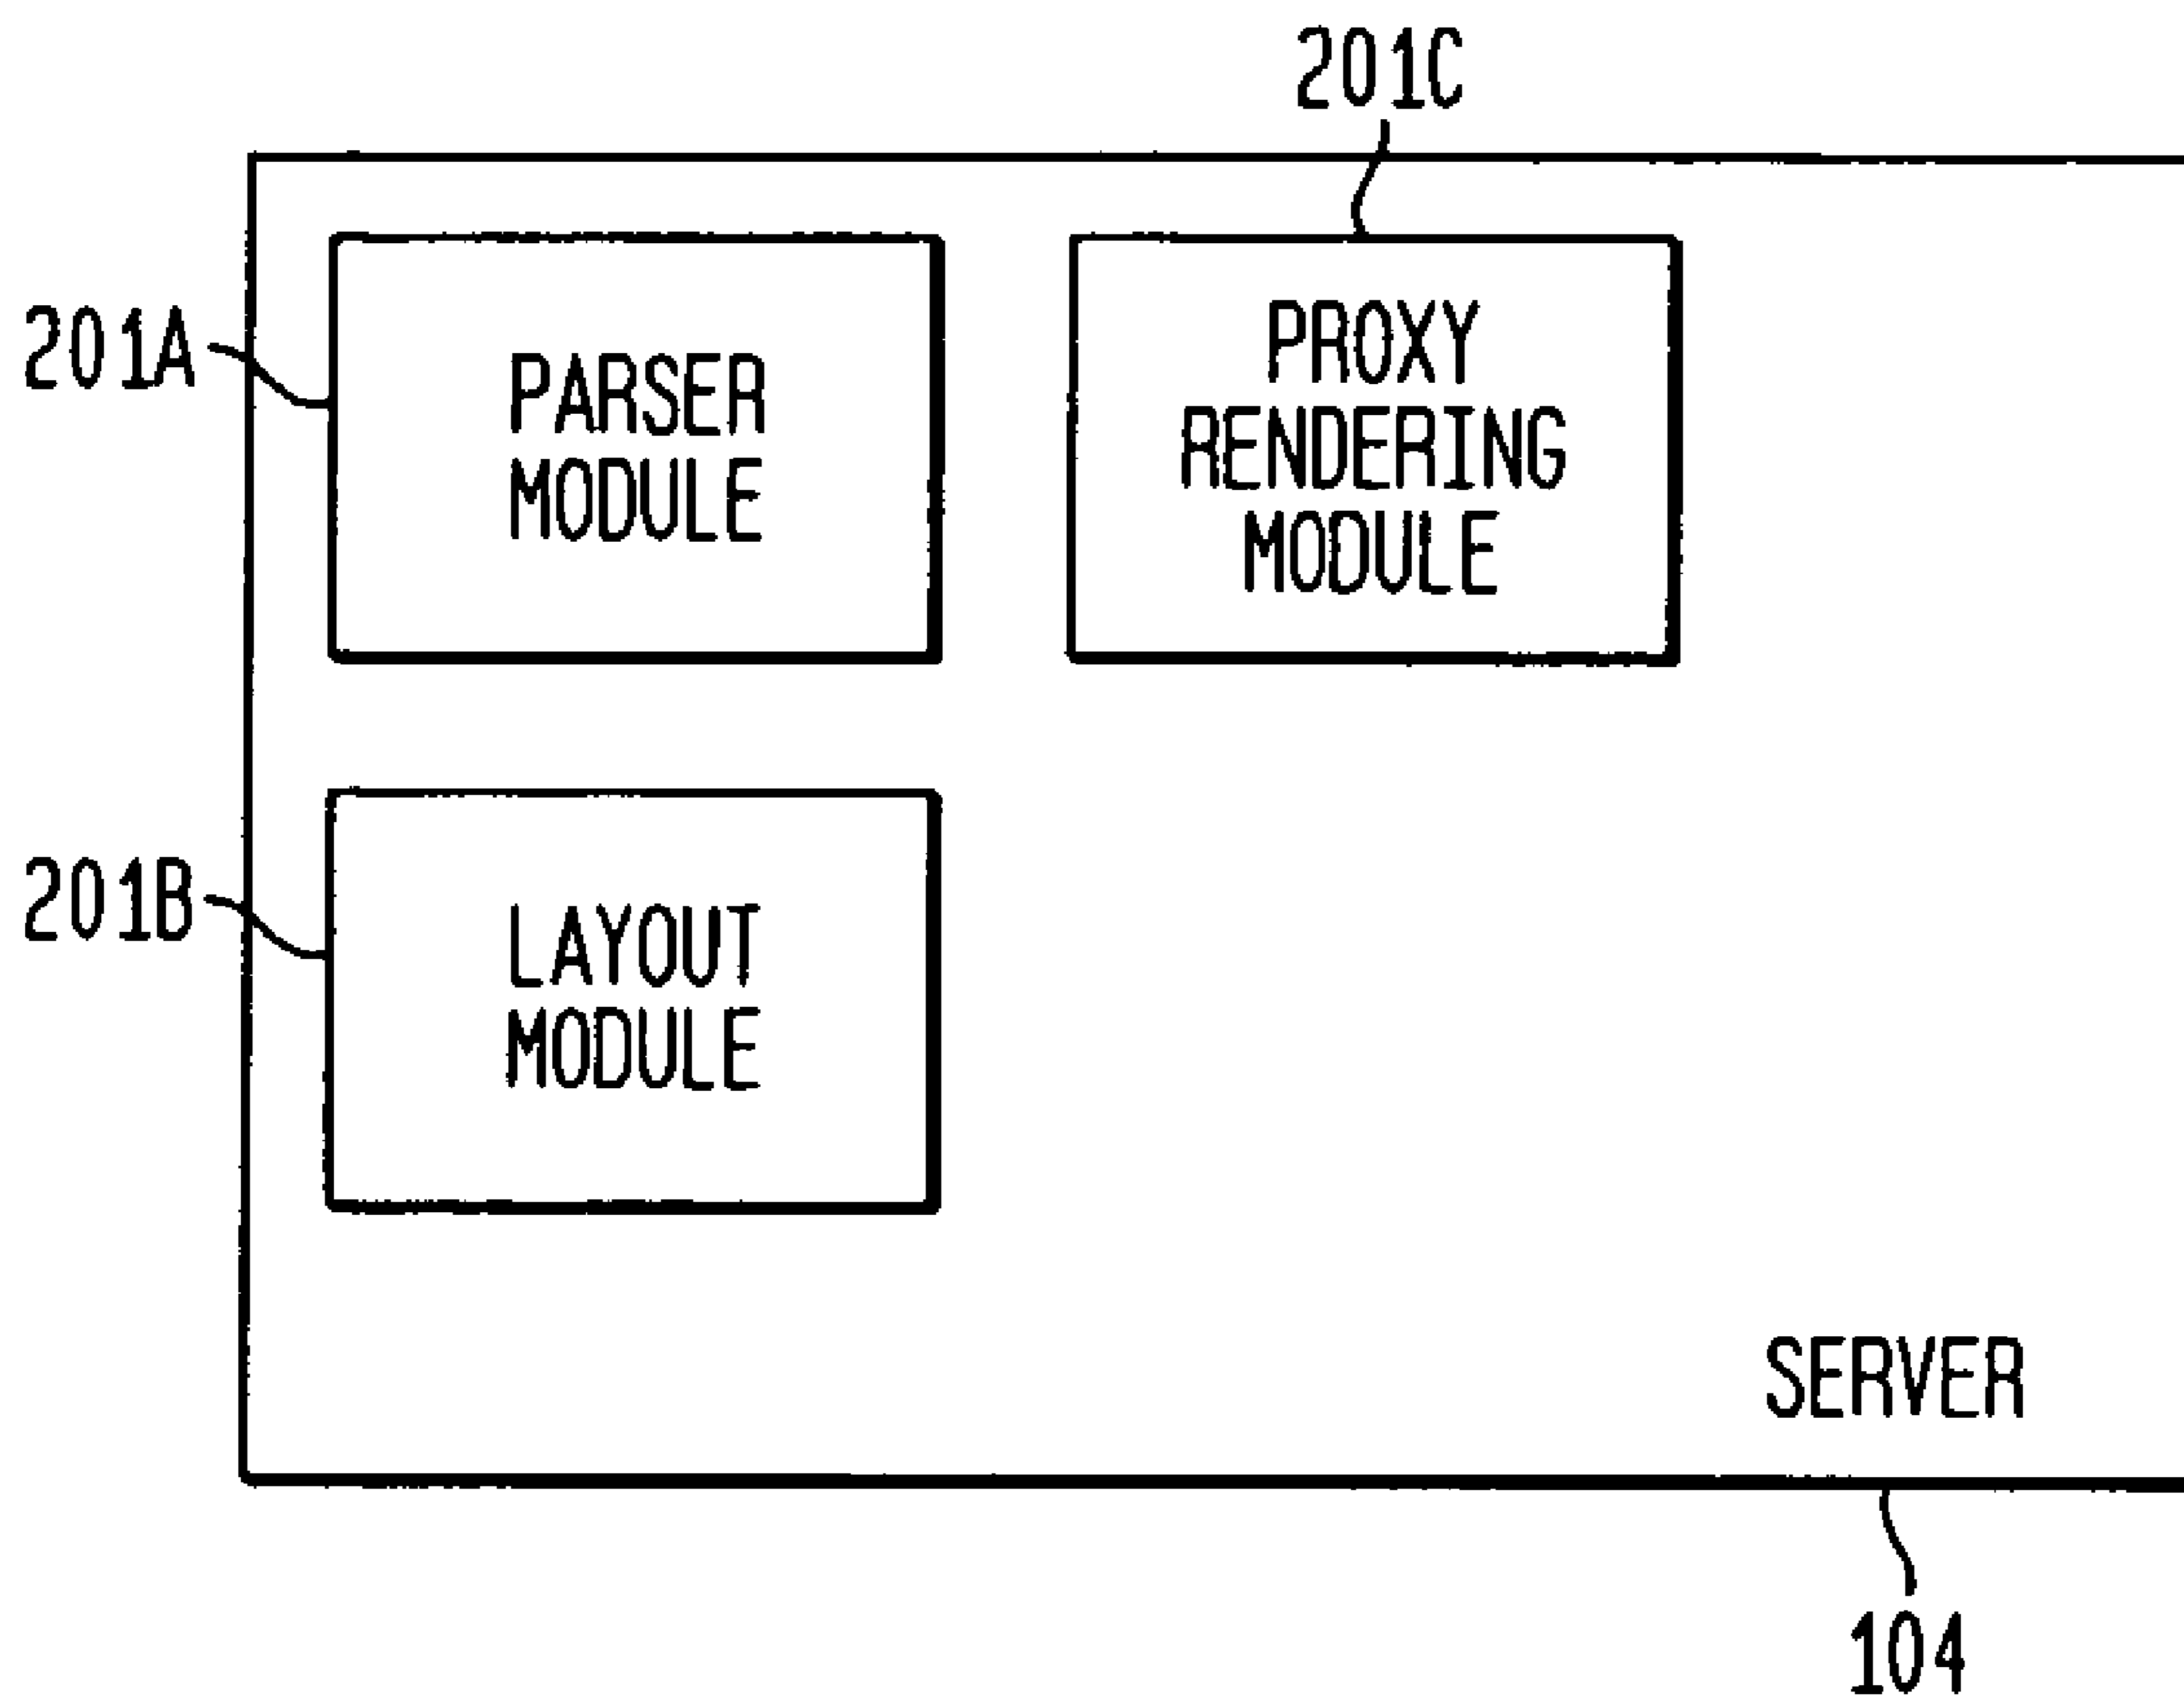 201C
201A
PARSER
MODULE
PROXY
RENDERING
MODULE
201B
LAYOUT
MODULE
SERVER
104